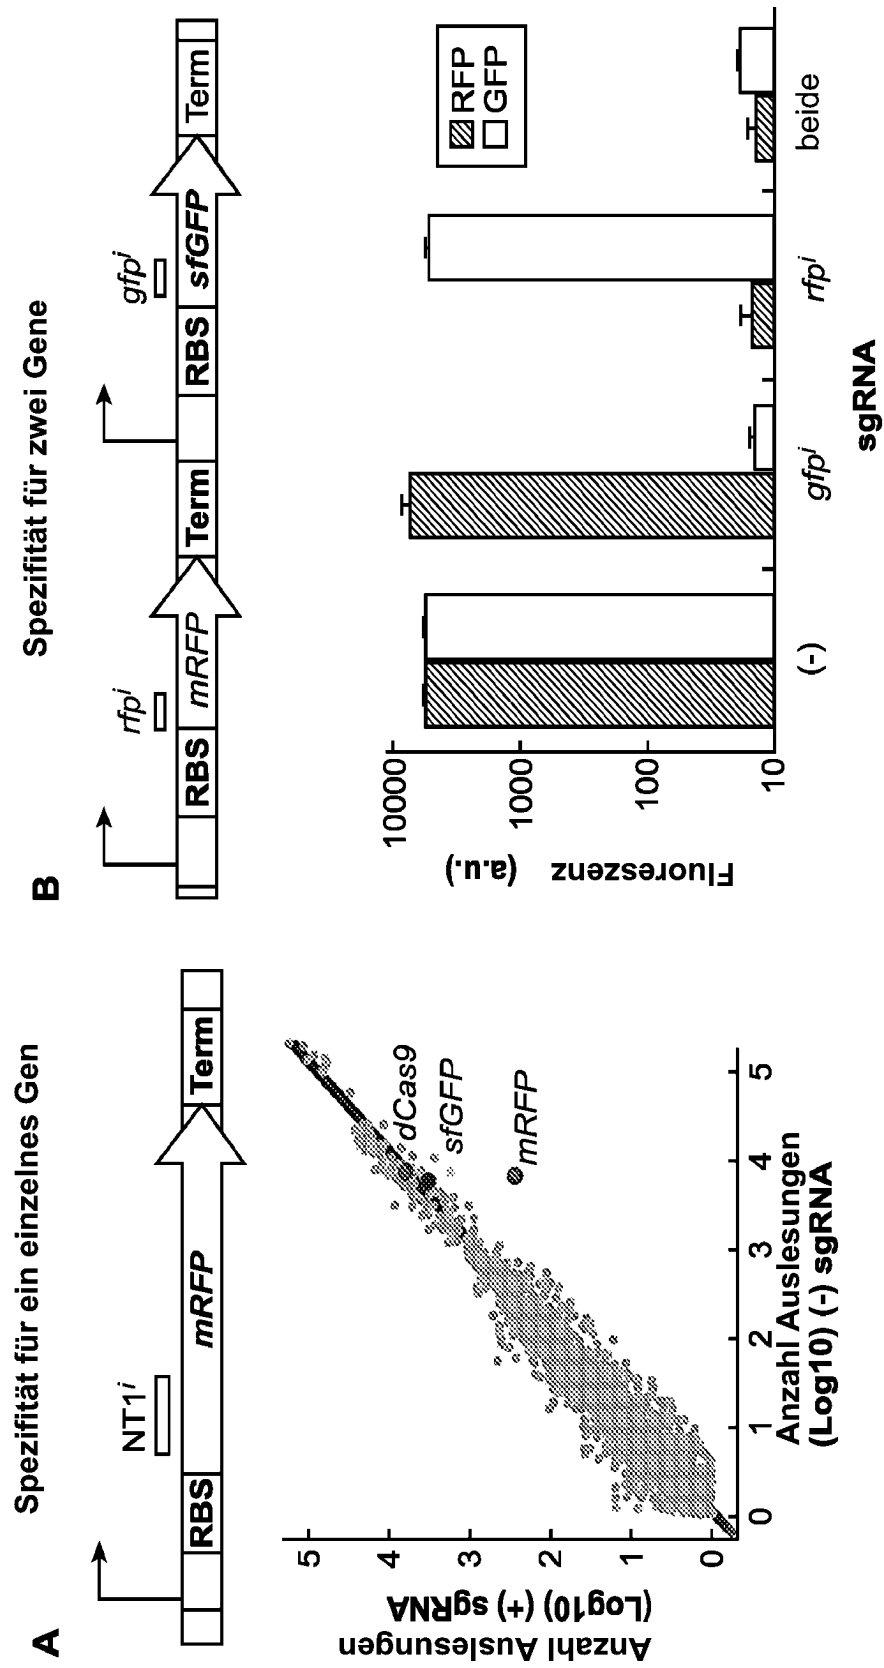 A
Spezifität für ein einzelnes Gen
NT1i
RBS
mRFP
Term
Anzahl Auslesungen
(Log10) (+) sgRNA
5
4
3
2
1
0
dCas9
sfGFP
mRFP
0
1
2
3
4
5
Anzahl Auslesungen
(Log10) (-) sgRNA
B
Spezifität für zwei Gene
rfpi
gfpi
RBS
mRFP
Term
RBS
sfGFP
Term
Fluoreszenz
(a.u.)
10000
1000
100
10
RFP
GFP
(-)
gfpi
rfpi
beide
sgRNA